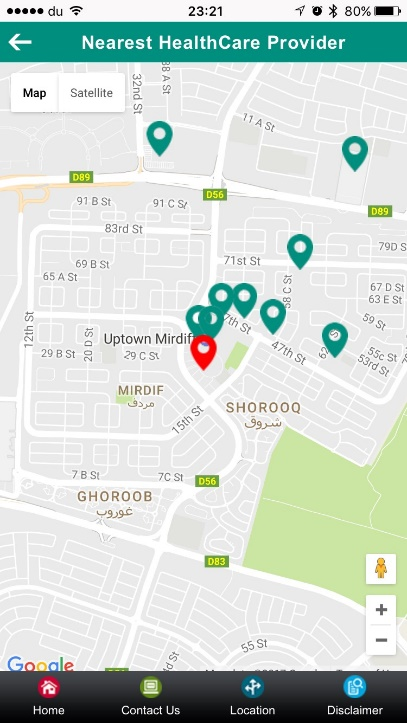 du
23:21
80%
Nearest HealthCare Provider
Map
Satellite
32nd St
38 A St
11 A St
D89
D56
D89
91 B St
91 C St
83rd St
79D S
71st St
69 B St
65 A St
58 C St
67 D St
63 E St
59 St
12th St
20 D St
7th St
Uptown Mirdif
29 B St
29 C St
47th St
55c St
53rd St
MIRDIF
مردف
SHOROOQ
شروق
15th St
7 B St
7C St
D56
GHOROOB
غوروب
D83
55 St
Google
Home
Contact Us
Location
Disclaimer